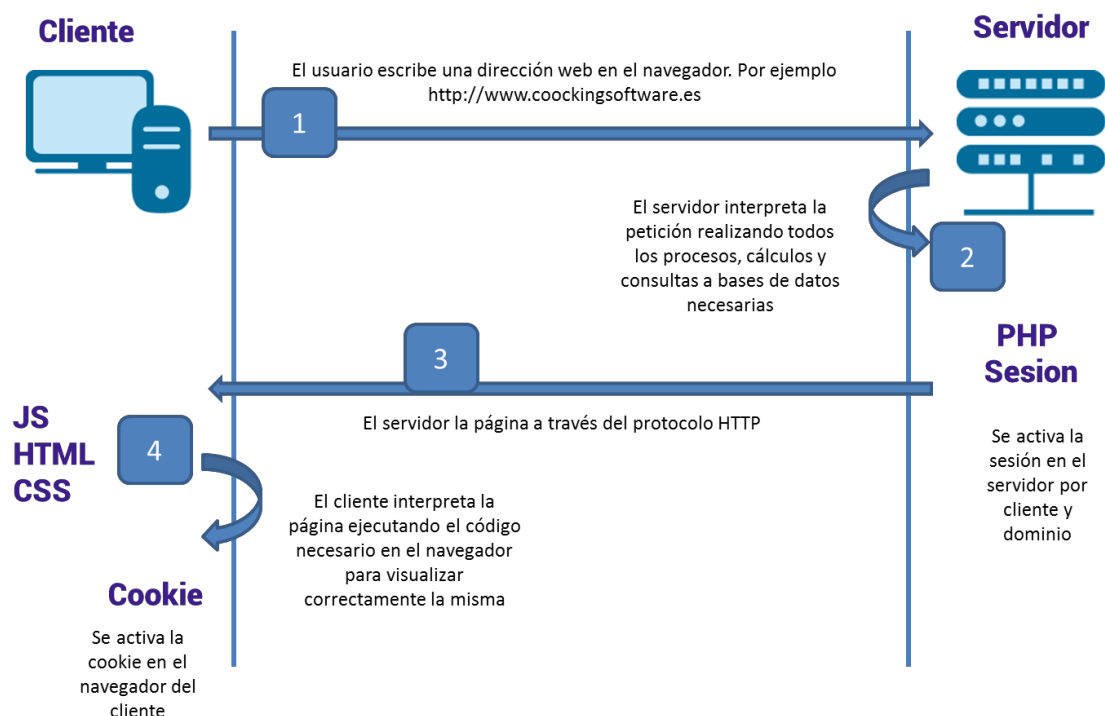 Cliente
Servidor
El usuario escribe una dirección web en el navegador. Por ejemplo
http://www.coockingsoftware.es
1
El servidor interpreta la
petición realizando todos
los procesos, cálculos y
consultas a bases de datos
necesarias
2
PHP
Sesion
3
El servidor la página a través del protocolo HTTP
Se activa la
sesión en el
servidor por
cliente y
dominio
JS
HTML
CSS
4
El cliente interpreta la
página ejecutando el código
necesario en el navegador
para visualizar
correctamente la misma
Cookie
Se activa la
cookie en el
navegador del
cliente